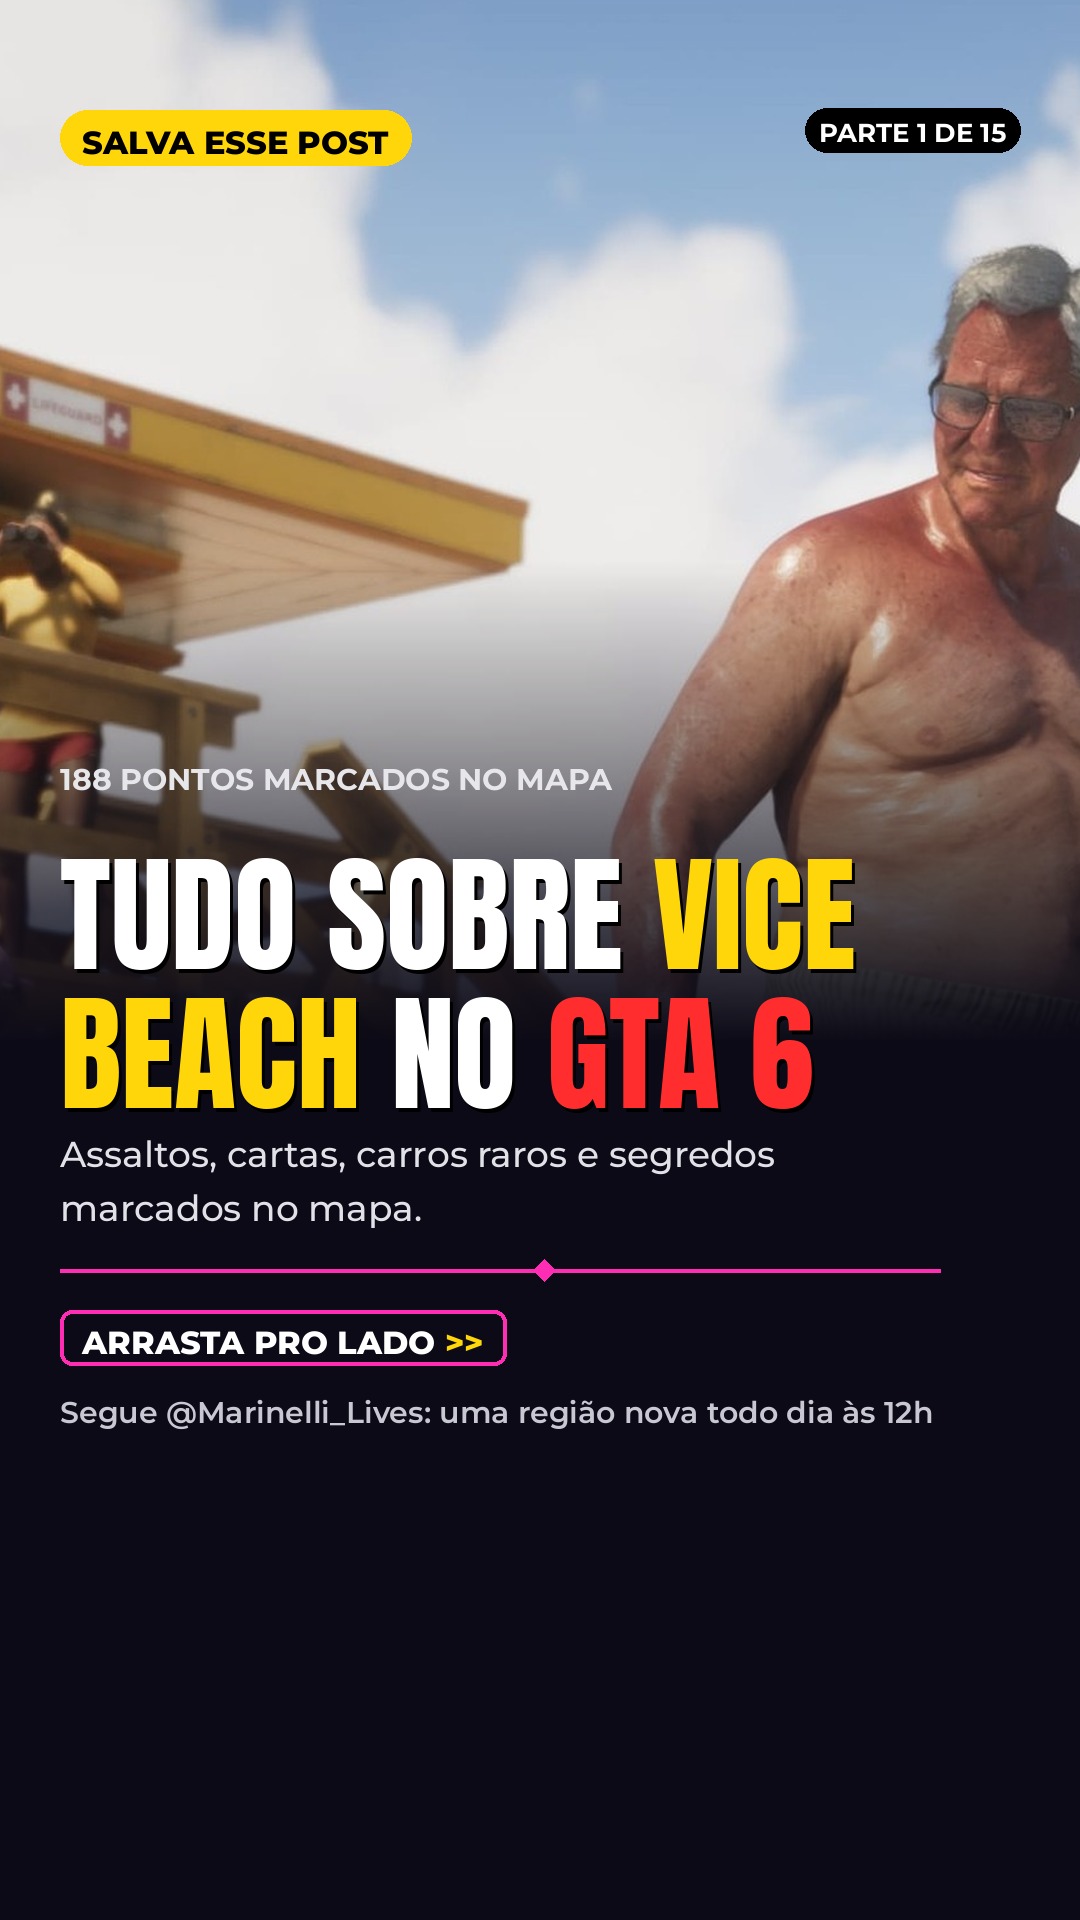 SALVA ESSE POST
PARTE 1 DE 15
LIFEGUARD
188 PONTOS MARCADOS NO MAPA
TUDO SOBRE VICE
BEACH NO GTA 6
Assaltos, cartas, carros raros e segredos
marcados no mapa.
ARRASTA PRO LADO >>
Segue @Marinelli_Lives: uma região nova todo dia às 12h